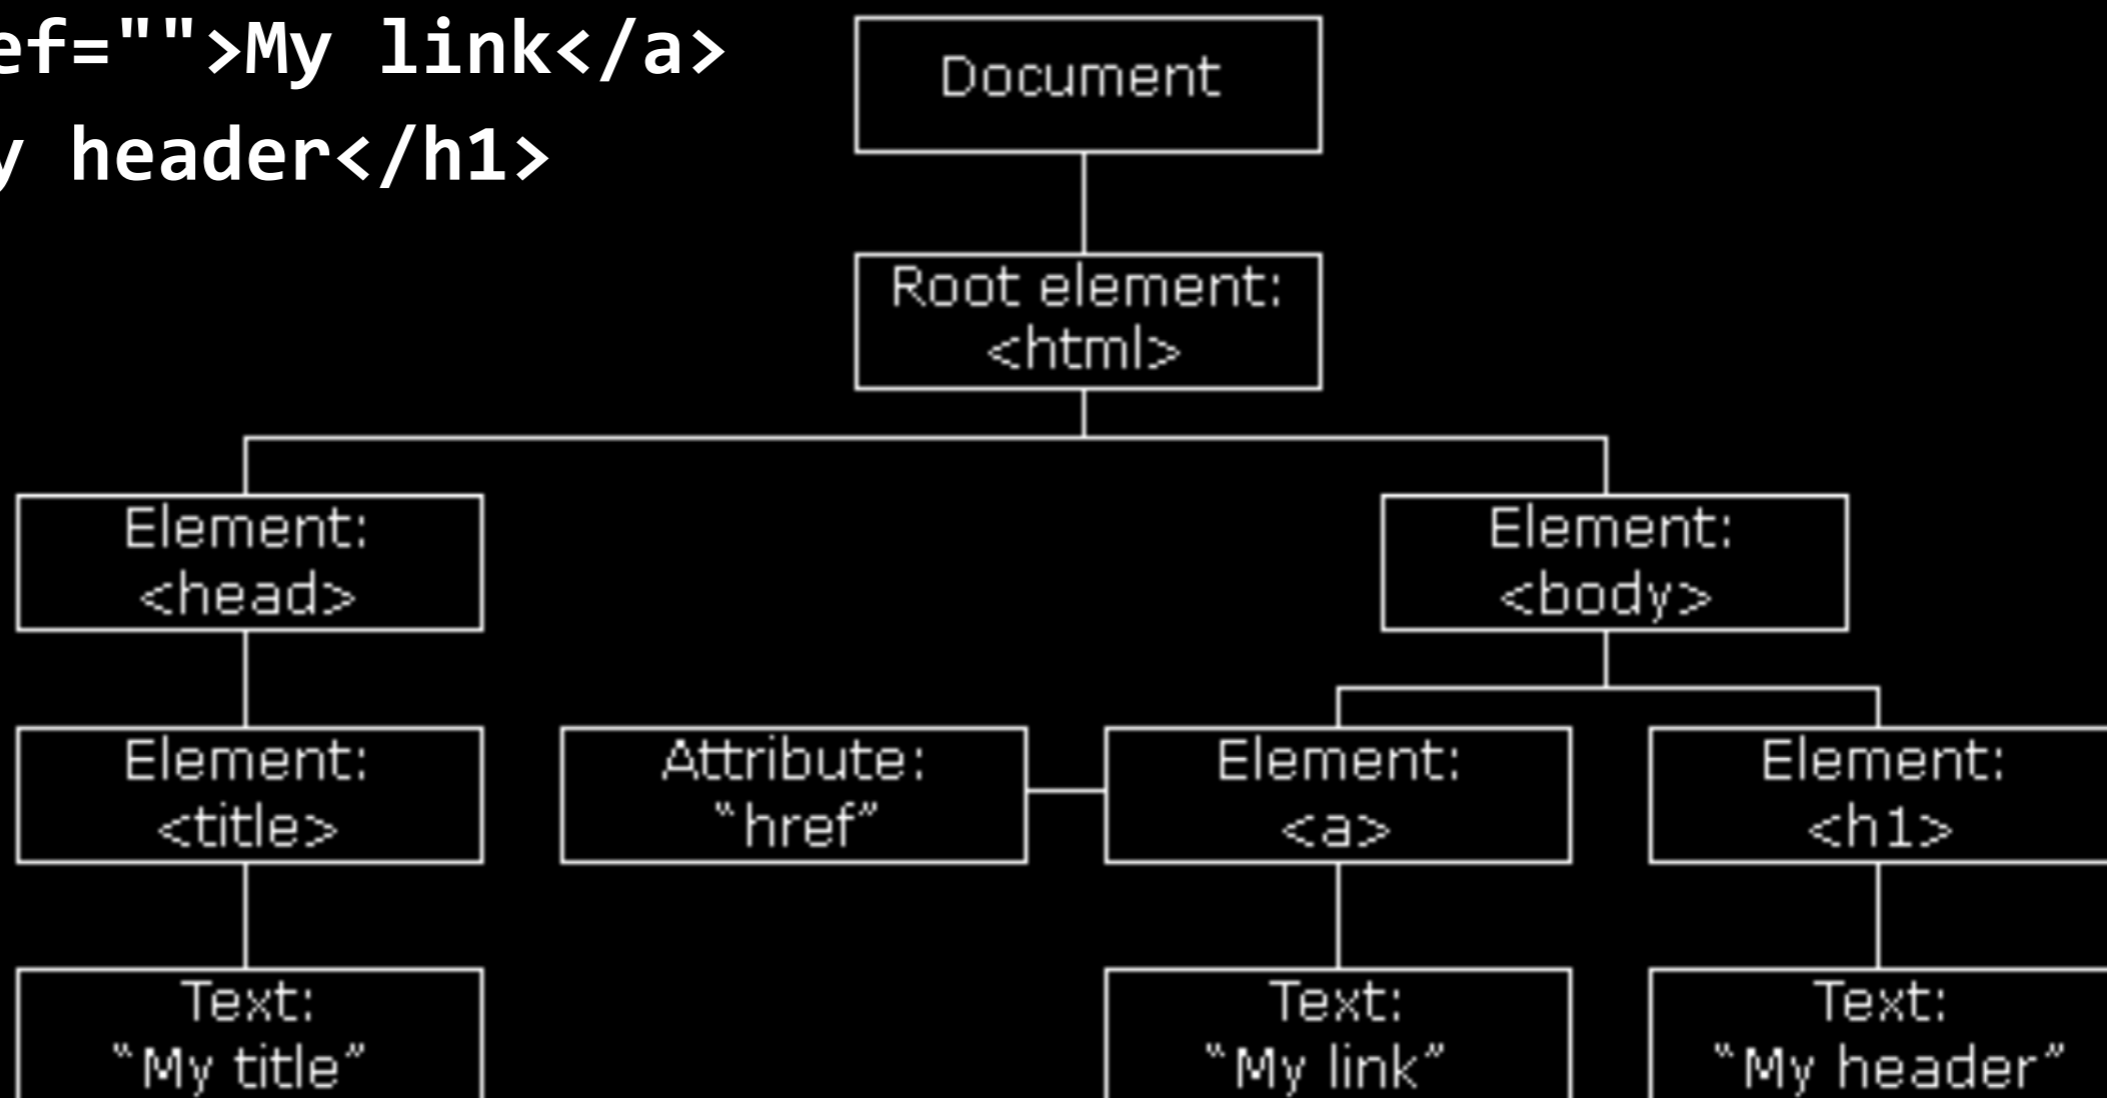 ef="">My link</a>
y header</h1>
Document
Root element:
<html>
Element:
<head>
Element:
<body>
Element:
<title>
Attribute:
“href”
Element:
<a>
Element:
<h1>
Text:
“My title”
Text:
“My link”
Text:
“My header”